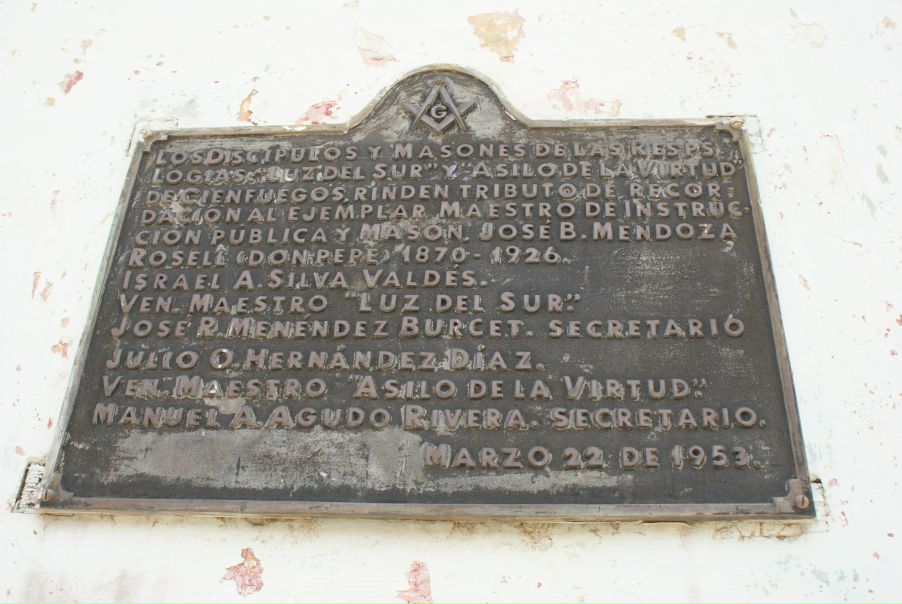 G
LOS DISCIPULOS Y MASONES DE LAS RESPS.
LOGIAS "LUZ DEL SUR" Y "ASILO DE LA VIRTUD"
DE CIENFUEGOS, RINDEN TRIBUTO DE RECOR-
DACION AL EJEMPLAR MAESTRO DE INSTRUC-
CION PUBLICA Y MASON, JOSE B. MENDOZA
ROSELL (DON PEPE) 1870 - 1926.
ISRAEL A. SILVA VALDÉS.
VEN. MAESTRO "LUZ DEL SUR".
JOSE R. MENENDEZ BURCET. SECRETARIO
JULIO O. HERNÁNDEZ DIAZ.
VEN. MAESTRO "ASILO DE LA VIRTUD".
MANUEL A. AGUDO RIVERA. SECRETARIO.
MARZO 22 DE 1953.